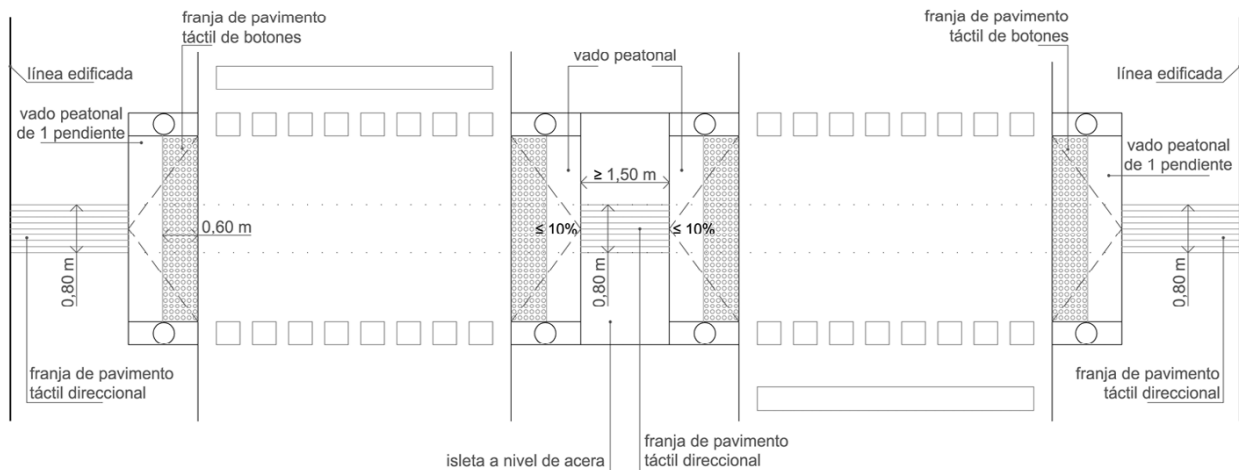 franja de pavimento
táctil de botones
línea edificada
vado peatonal
de 1 pendiente
0,60 m
0,80 m
franja de pavimento
táctil direccional
vado peatonal
≥ 1,50 m
≤ 10%
≤ 10%
0,80 m
isleta a nivel de acera
franja de pavimento
táctil direccional
franja de pavimento
táctil de botones
línea edificada
vado peatonal
de 1 pendiente
0,80 m
franja de pavimento
táctil direccional